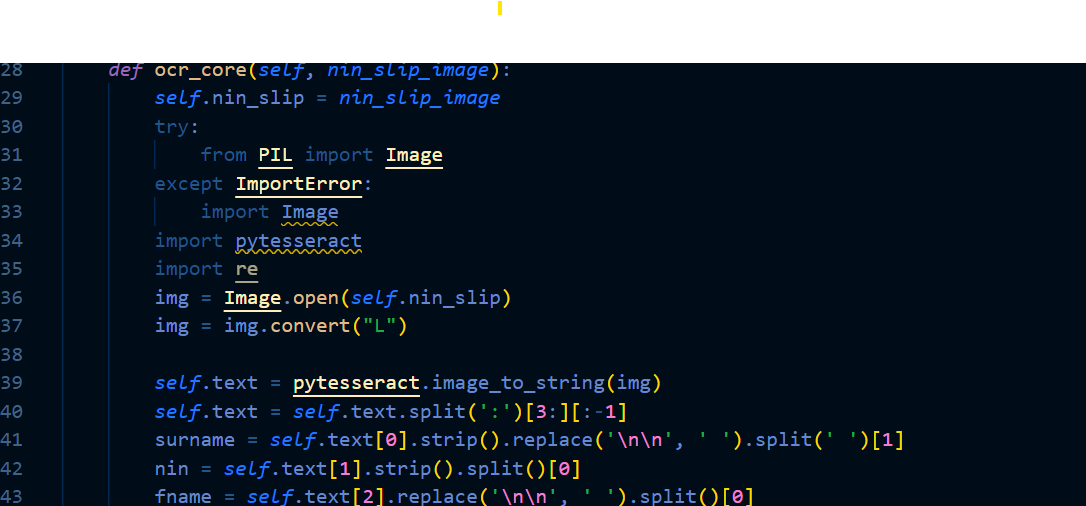 28 def ocr_core(self, nin_slip_image):
29 self.nin_slip = nin_slip_image
30 try:
31 from PIL import Image
32 except ImportError:
33 import Image
34 import pytesseract
35 import re
36 img = Image.open(self.nin_slip)
37 img = img.convert("L")
38
39 self.text = pytesseract.image_to_string(img)
40 self.text = self.text.split(':')[3:][:-1]
41 surname = self.text[0].strip().replace('\n\n', ' ').split(' ')[1]
42 nin = self.text[1].strip().split()[0]
43 fname = self.text[2].replace('\n\n', ' ').split()[0]